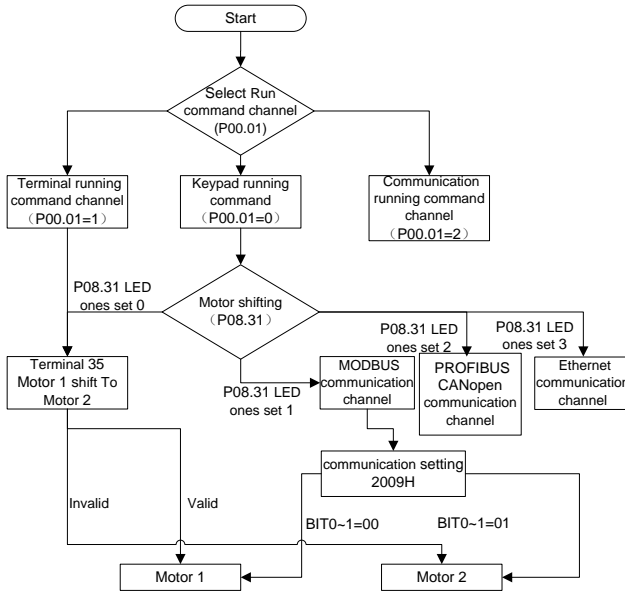 Start
Select Run
command channel
(P00.01)
Terminal running
command channel
（P00.01=1）
Keypad running
command
（P00.01=0）
Communication
running command
channel
（P00.01=2）
P08.31 LED
ones set 0
Motor shifting
（P08.31）
P08.31 LED
ones set 2
P08.31 LED
ones set 3
Terminal 35
Motor 1 shift To
Motor 2
P08.31 LED
ones set 1
MODBUS
communication
channel
PROFIBUS
CANopen
communication
channel
Ethernet
communication
channel
communication setting
2009H
Invalid
Valid
BIT0~1=00
BIT0~1=01
Motor 1
Motor 2